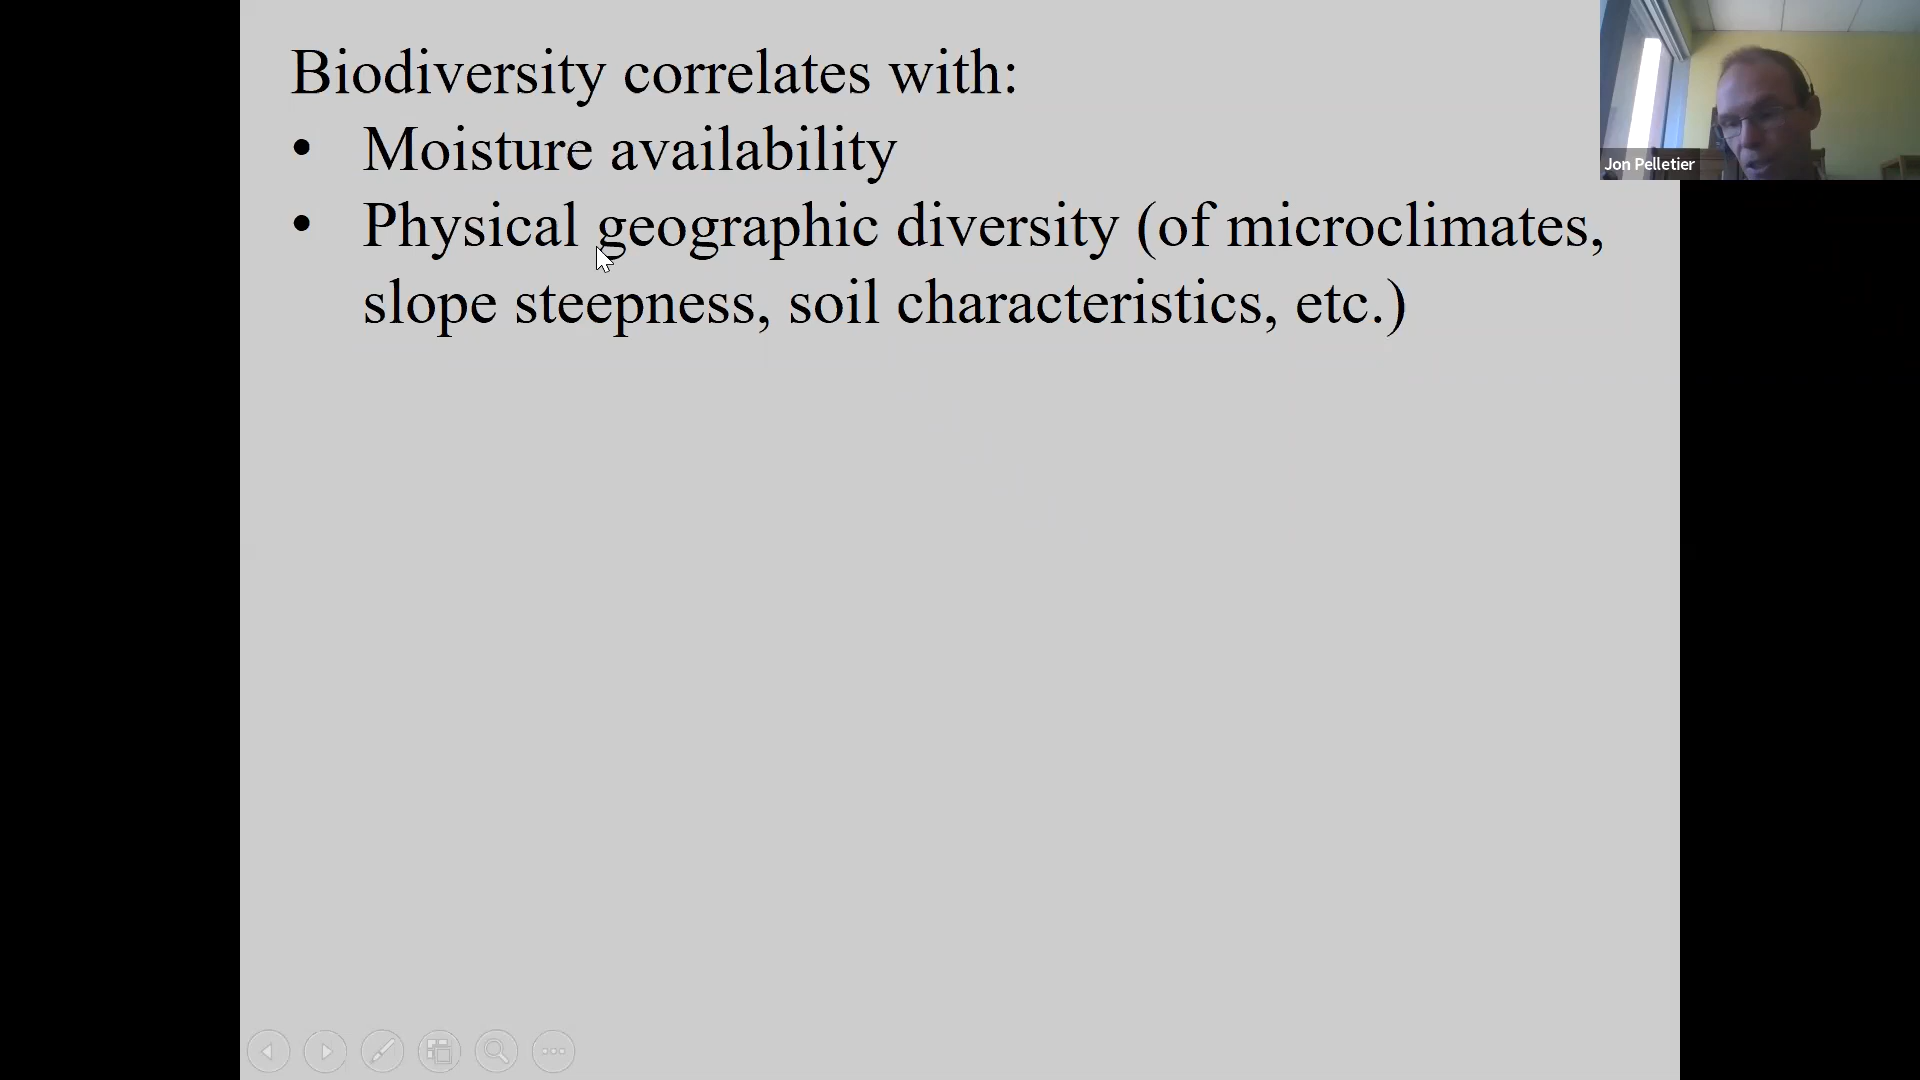 Biodiversity correlates with:
• Moisture availability
• Physical geographic diversity (of microclimates,
slope steepness, soil characteristics, etc.)
Jon Pelletier